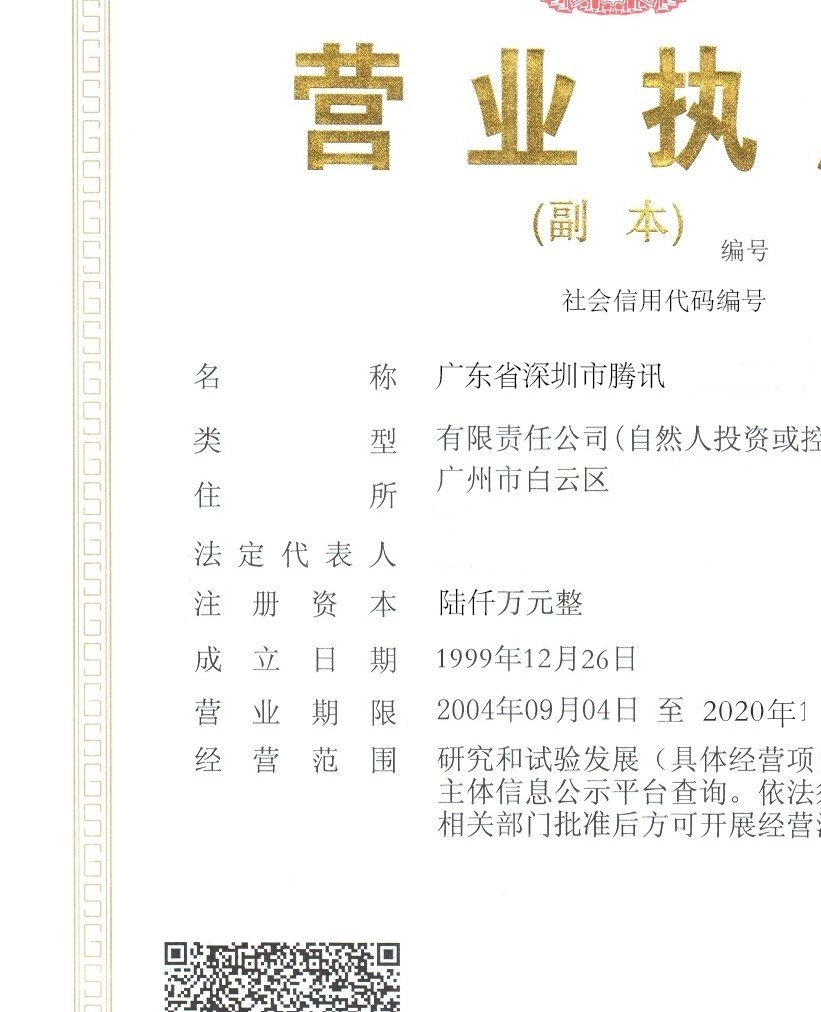 营业执
(副 本)
编号
社会信用代码编号
名 称 广东省深圳市腾讯
类 型 有限责任公司(自然人投资或控
住 所 广州市白云区
法定代表人
注册资本 陆仟万元整
成立日期 1999年12月26日
营业期限 2004年09月04日 至 2020年1
经营范围 研究和试验发展（具体经营项
主体信息公示平台查询。依法
相关部门批准后方可开展经营